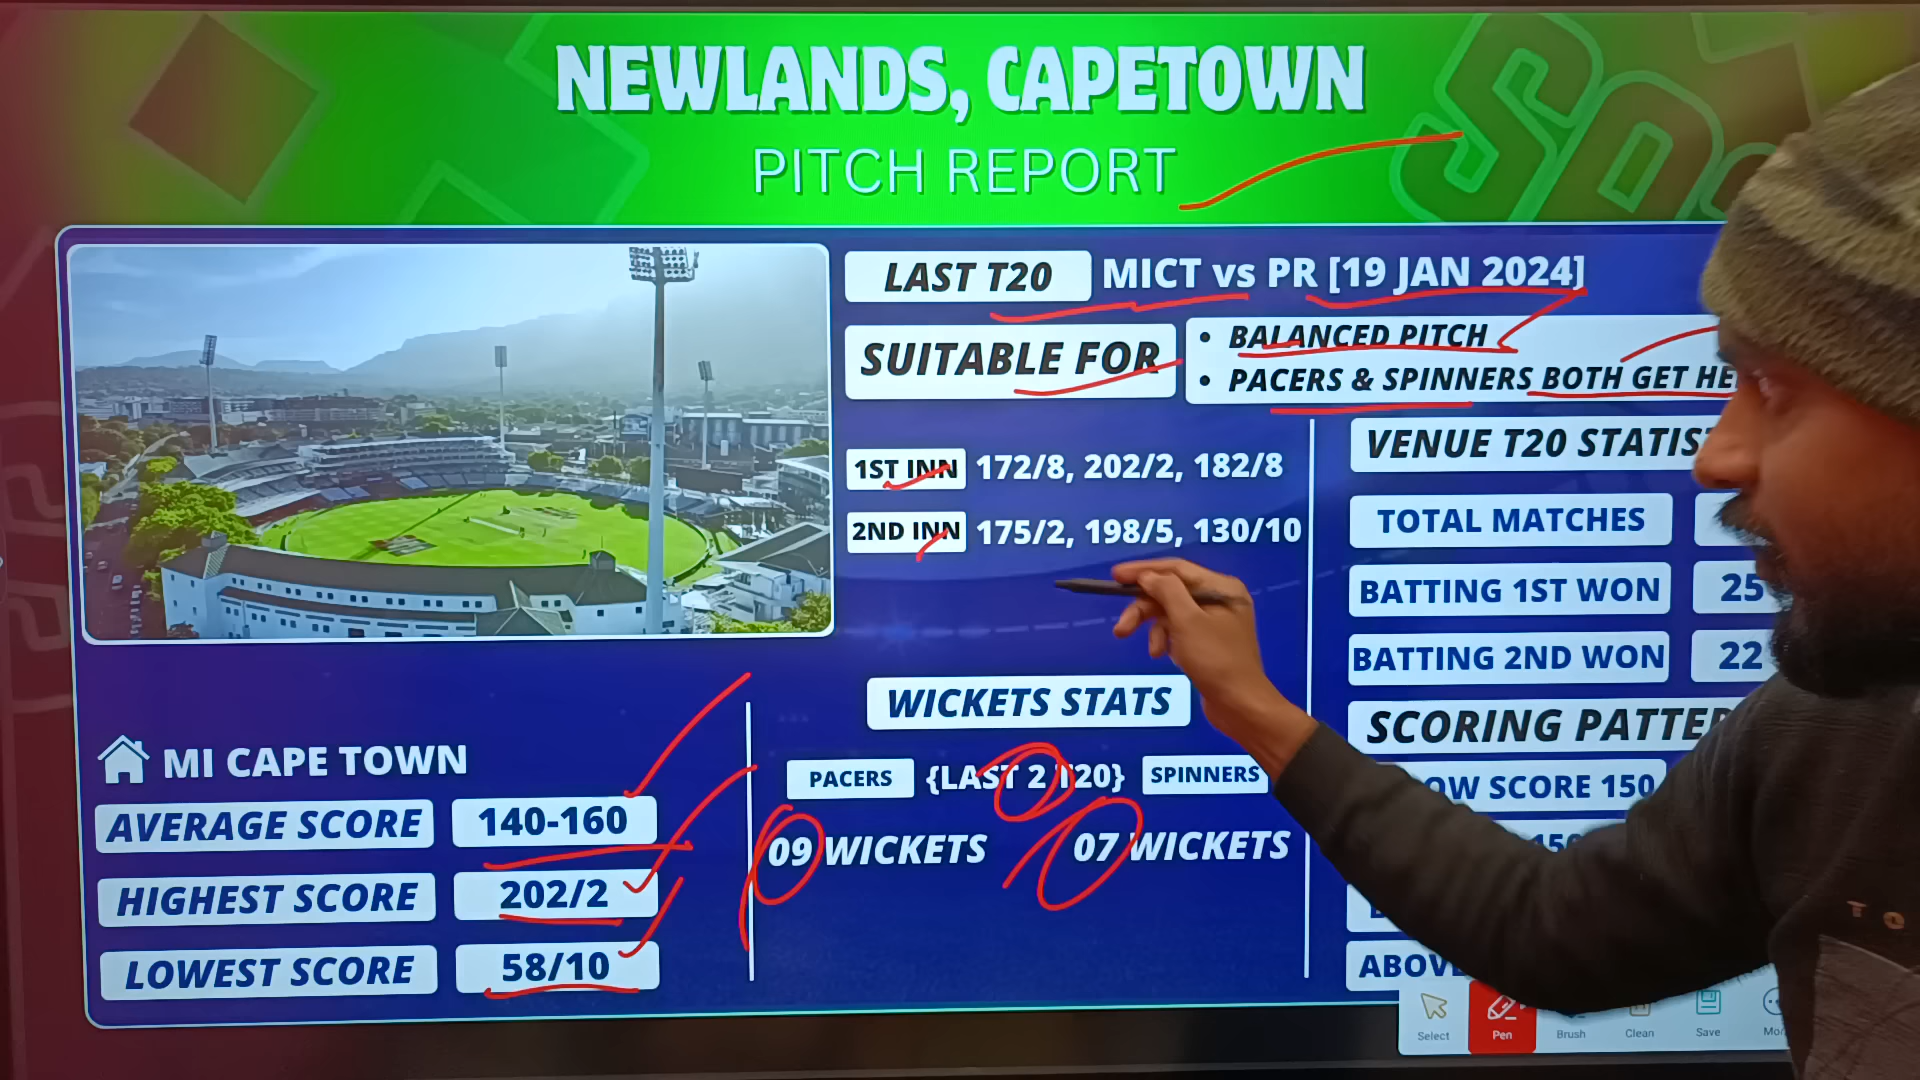 NEWLANDS, CAPETOWN
PITCH REPORT
LAST T20 MICT vs PR [19 JAN 2024]
SUITABLE FOR
• BALANCED PITCH
• PACERS & SPINNERS BOTH GET
1ST INN 172/8, 202/2, 182/8
2ND INN 175/2, 198/5, 130/10
VENUE T20
TOTAL MATCHES
BATTING 1ST WON 25
BATTING 2ND WON 22
SCORING
SCORE 150
ABOVE
WICKETS STATS
PACERS {LAST 2 T20} SPINNERS
09 WICKETS 07 WICKETS
MI CAPE TOWN
AVERAGE SCORE 140-160
HIGHEST SCORE 202/2
LOWEST SCORE 58/10
Select Pen Brush Clean Save